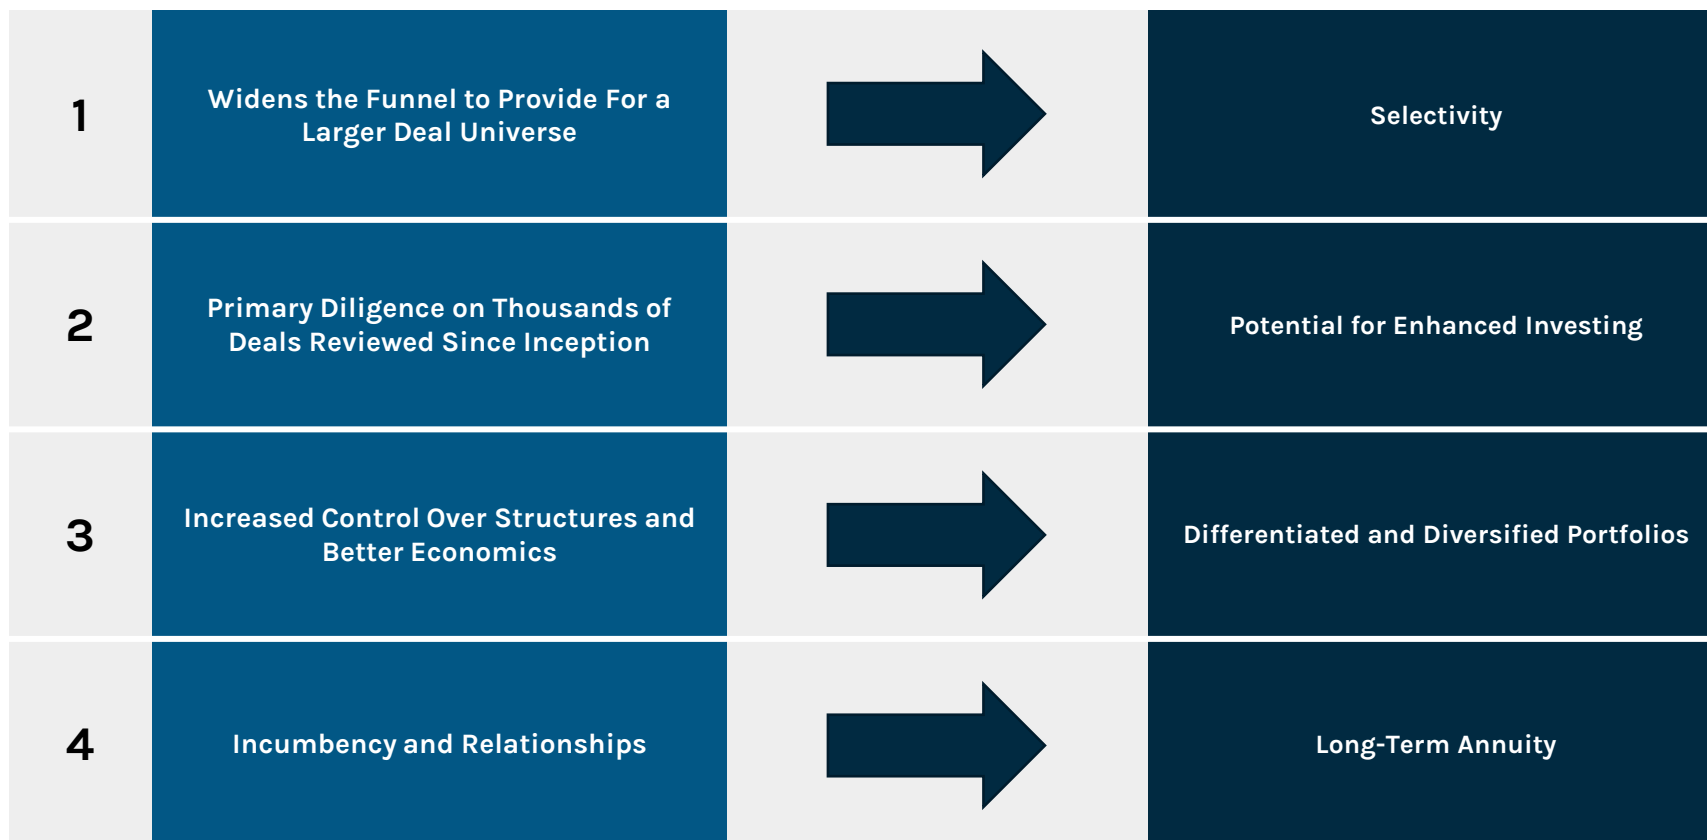 1
Widens the Funnel to Provide For a
Larger Deal Universe
Selectivity
2
Primary Diligence on Thousands of
Deals Reviewed Since Inception
Potential for Enhanced Investing
3
Increased Control Over Structures and
Better Economics
Differentiated and Diversified Portfolios
4
Incumbency and Relationships
Long-Term Annuity